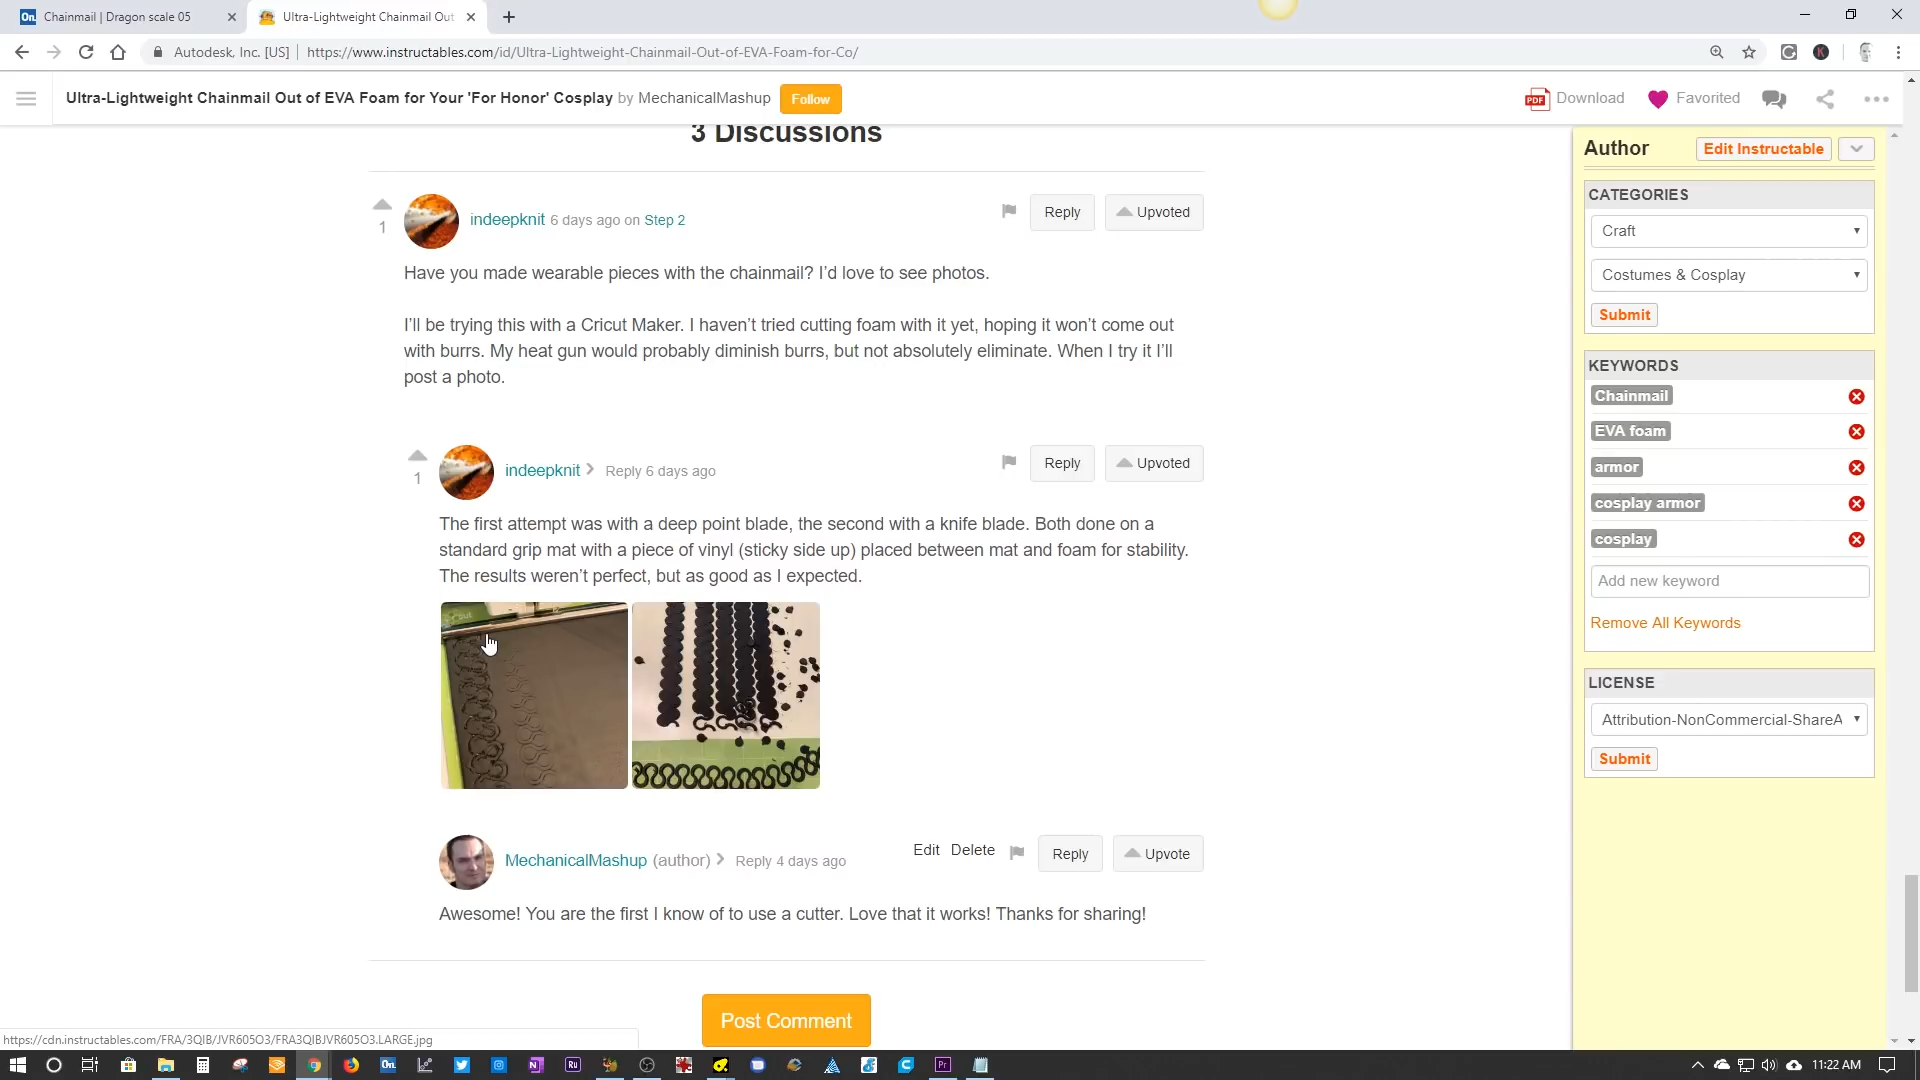 On. Chainmail | Dragon scale 05
Ultra-Lightweight Chainmail Out
Autodesk, Inc. [US] | https://www.instructables.com/id/Ultra-Lightweight-Chainmail-Out-of-EVA-Foam-for-Co/
Ultra-Lightweight Chainmail Out of EVA Foam for Your 'For Honor' Cosplay by MechanicalMashup Follow
PDF Download Favorited
3 Discussions
indeepknit 6 days ago on Step 2
1
Reply Upvoted
Have you made wearable pieces with the chainmail? I'd love to see photos.
I'll be trying this with a Cricut Maker. I haven't tried cutting foam with it yet, hoping it won't come out
with burrs. My heat gun would probably diminish burrs, but not absolutely eliminate. When I try it I'll
post a photo.
indeepknit Reply 6 days ago
1
Reply Upvoted
The first attempt was with a deep point blade, the second with a knife blade. Both done on a
standard grip mat with a piece of vinyl (sticky side up) placed between mat and foam for stability.
The results weren't perfect, but as good as I expected.
MechanicalMashup (author) Reply 4 days ago
Edit Delete Reply Upvote
Awesome! You are the first I know of to use a cutter. Love that it works! Thanks for sharing!
Post Comment
Author Edit Instructable
CATEGORIES
Craft
Costumes & Cosplay
Submit
KEYWORDS
Chainmail
EVA foam
armor
cosplay armor
cosplay
Add new keyword
Remove All Keywords
LICENSE
Attribution-NonCommercial-ShareA
Submit
https://cdn.instructables.com/FRA/3QIB/JVR605O3/FRA3QIBJVR605O3.LARGE.jpg
On. Ru Pr
11:22 AM